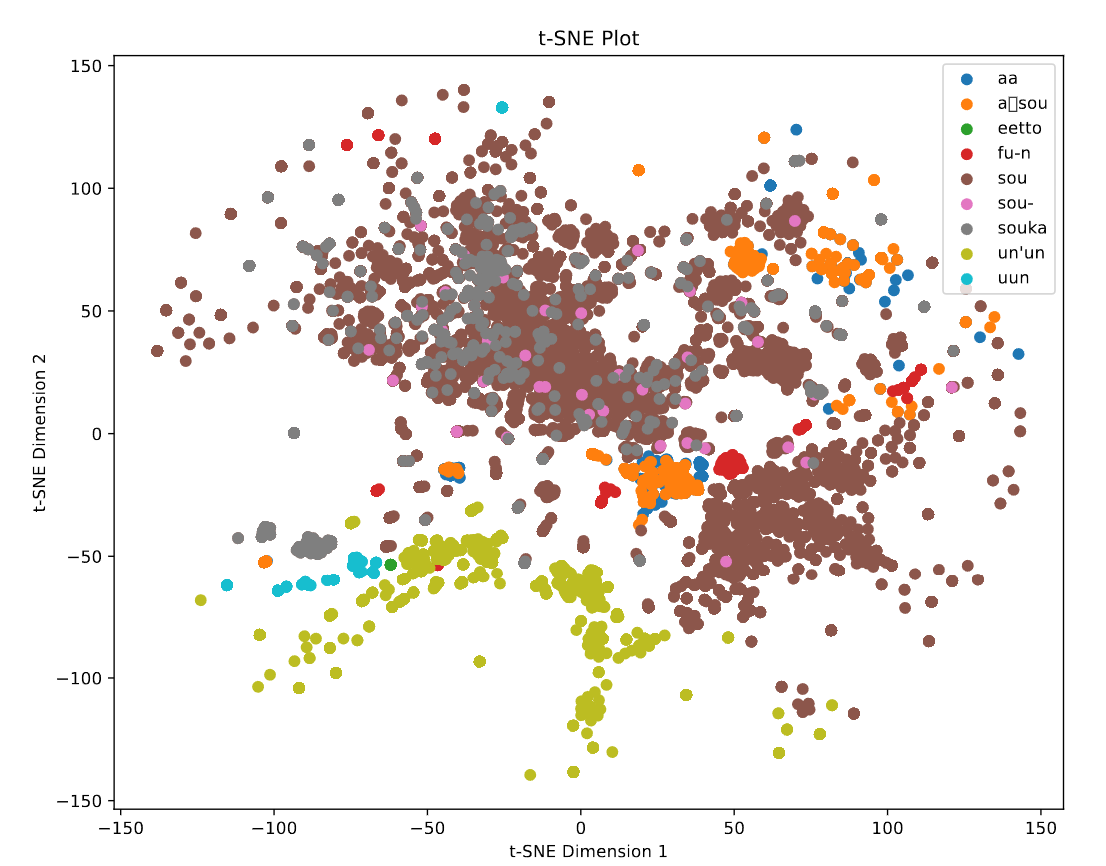 t-SNE Plot
150
100
50
0
−50
−100
−150
−150
−100
−50
0
50
100
150
t-SNE Dimension 2
t-SNE Dimension 1
aa
a▯sou
eetto
fu-n
sou
sou-
souka
un'un
uun